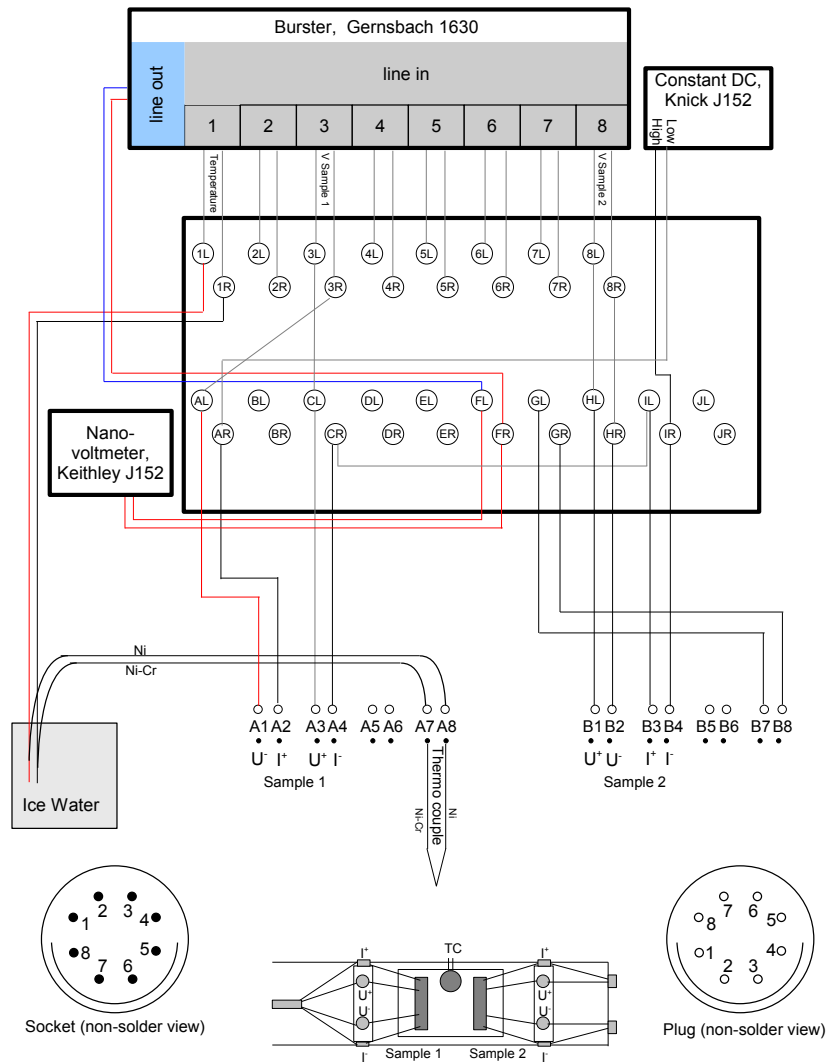 Burster, Gernsbach 1630
line out
line in
1 2 3 4 5 6 7 8
Constant DC,
Knick J152
High
Low
Temperature
V Sample 1
V Sample 2
1L 2L 3L 4L 5L 6L 7L 8L
1R 2R 3R 4R 5R 6R 7R 8R
AL BL CL DL EL FL GL HL IL JL
AR BR CR DR ER FR GR HR IR JR
Nano-
voltmeter,
Keithley J152
Ni
Ni-Cr
A1 A2 A3 A4 A5 A6 A7 A8
B1 B2 B3 B4 B5 B6 B7 B8
U- I+ U+ I-
Sample 1
U+ U- I+ I-
Sample 2
Thermo couple
Ni-Cr
Ni
Ice Water
1 2 3 4 5 6 7 8
Socket (non-solder view)
TC
I+ I+
U+ U+
U- U-
I- I-
Sample 1 Sample 2
7 6 5 4 3 2 1 8
Plug (non-solder view)